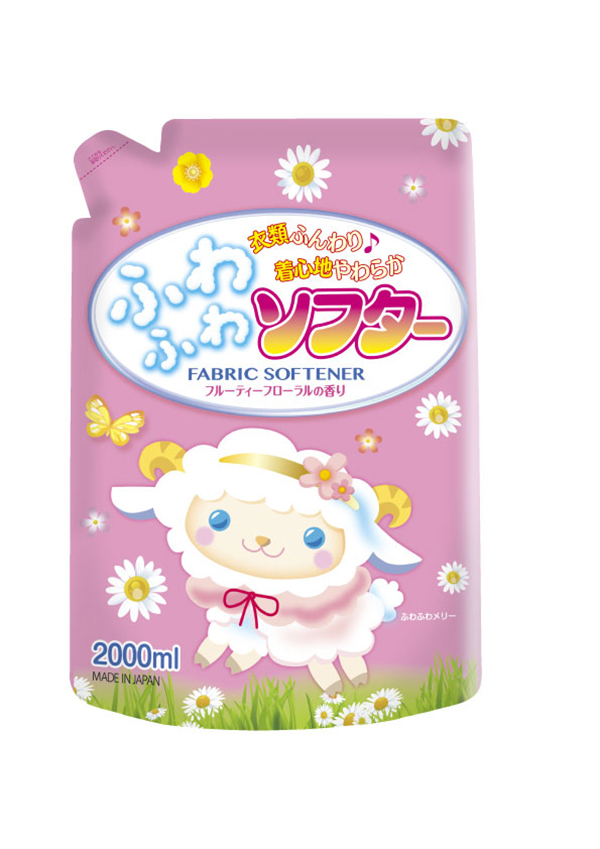 衣類ふんわり♪
着心地やわらか
ふわ
ふわ
ソフター
FABRIC SOFTENER
フルーティーフローラルの香り
ふわふわメリー
2000ml
MADE IN JAPAN